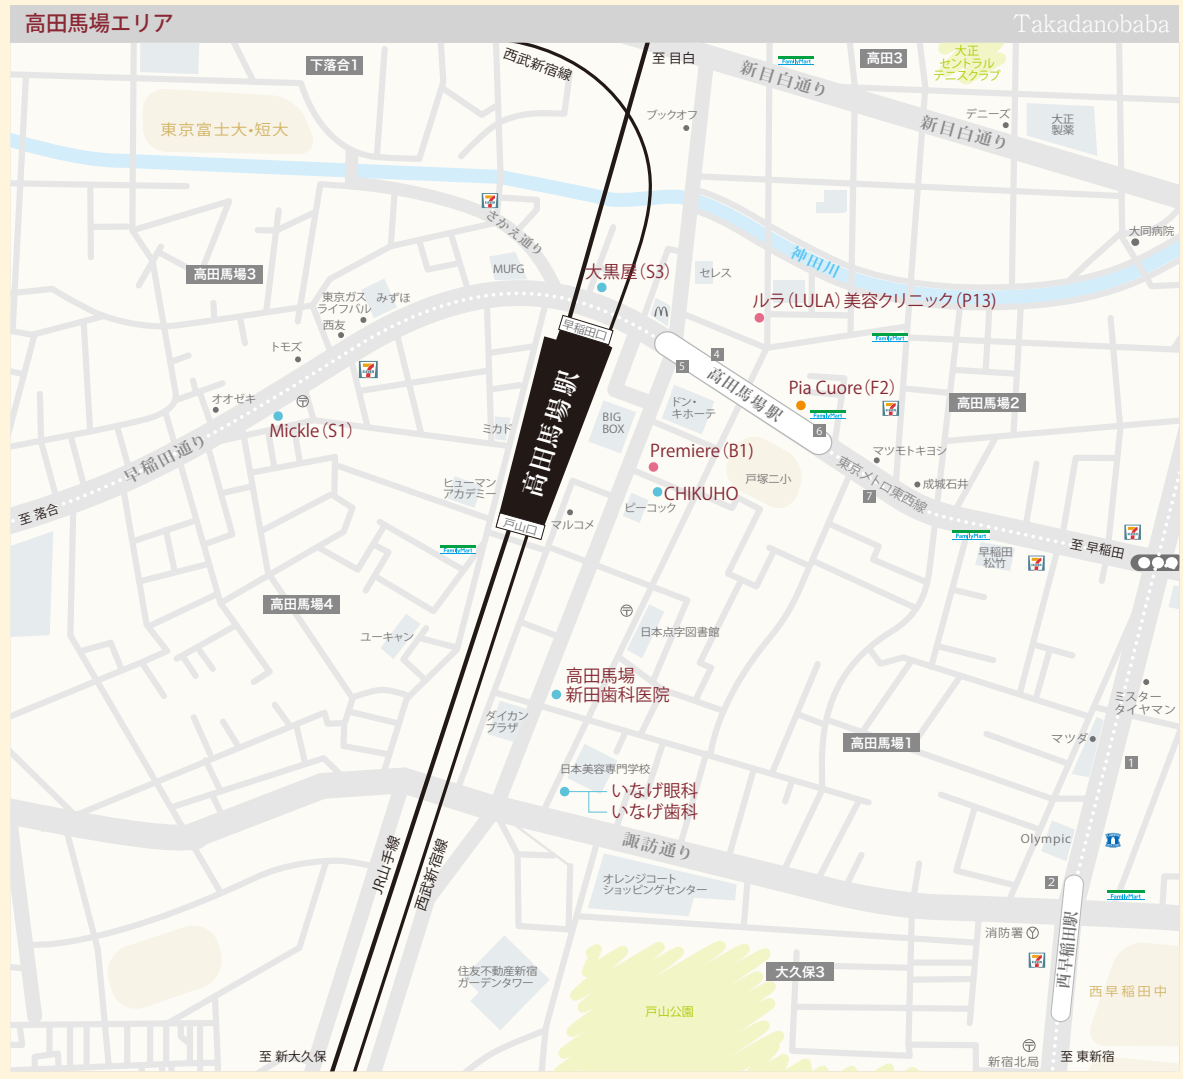 高田馬場エリア
Takadanobaba
西武新宿線
至 目白
下落合1
新目白通り
FamilyMart
高田3
大正
セントラル
テニスクラブ
東京富士大・短大
ブックオフ
デニーズ
新目白通り
大正
製薬
さかえ通り
大同病院
高田馬場3
MUFG
大黒屋(S3)
セレス
神田川
東京ガス
ライフバル
みずほ
西友
ルラ(LULA)美容クリニック(P13)
早稲田口
FamilyMart
トモズ
4
5
高田馬場駅
高田馬場駅
オオゼキ
Mickle(S1)
ミカド
BIG
BOX
ドン・
キホーテ
Pia Cuore(F2)
FamilyMart
高田馬場2
6
早稲田通り
Premiere(B1)
戸塚二小
マツモトキヨシ
成城石井
東京メトロ東西線
7
ヒューマン
アカデミー
CHIKUHO
ピーコック
至 落合
戸山口
マルコメ
FamilyMart
FamilyMart
早稲田
松竹
至 早稲田
高田馬場4
ユーキャン
日本点字図書館
高田馬場
新田歯科医院
ダイカン
プラザ
ミスター
タイヤマン
マツダ
高田馬場1
1
日本美容専門学校
いなげ眼科
いなげ歯科
諏訪通り
Olympic
JR山手線
西武新宿線
オレンジコート
ショッピングセンター
2
FamilyMart
消防署
西早稲田駅
住友不動産新宿
ガーデンタワー
大久保3
戸山公園
西早稲田中
至 新大久保
新宿北局
至 東新宿